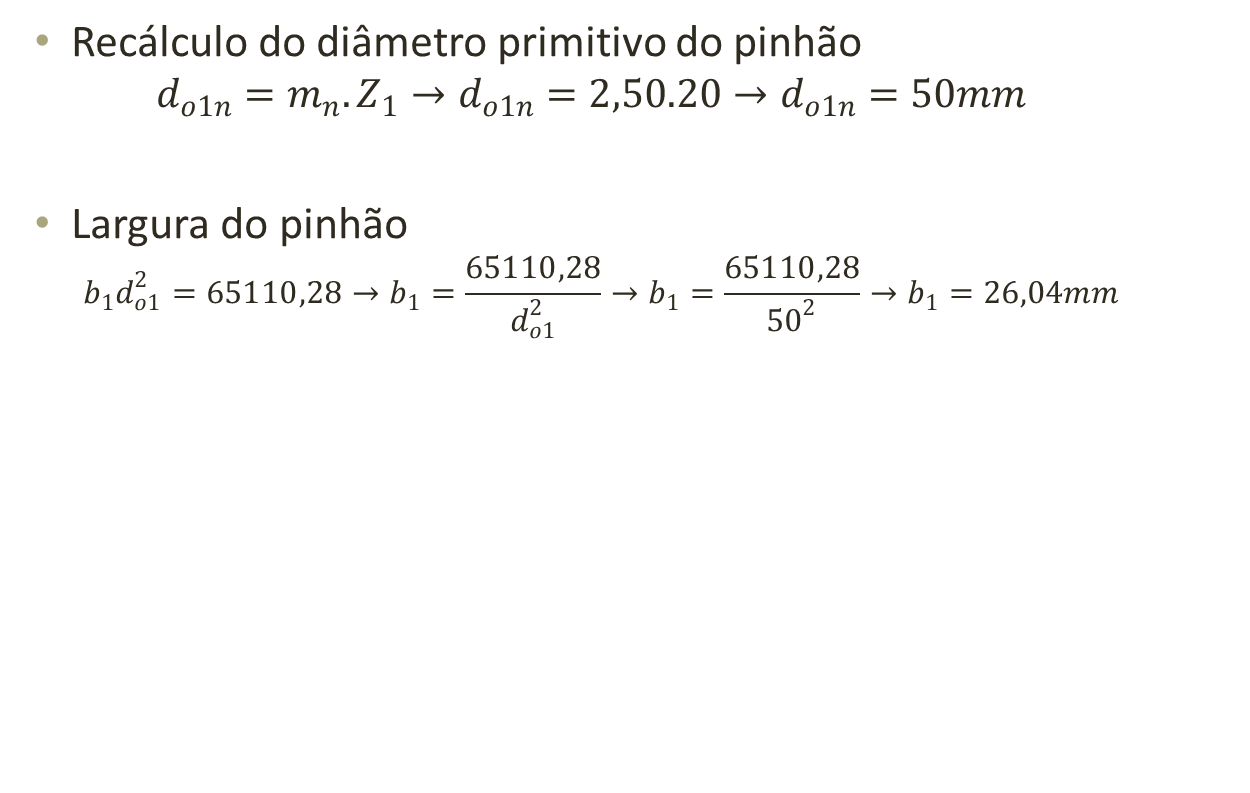 • Recálculo do diâmetro primitivo do pinhão
d_{o1n} = m_n.Z_1 → d_{o1n} = 2,50.20 → d_{o1n} = 50mm
• Largura do pinhão
b_1d_{o1}^2 = 65110,28 → b_1 = \frac{65110,28}{d_{o1}^2} → b_1 = \frac{65110,28}{50^2} → b_1 = 26,04mm